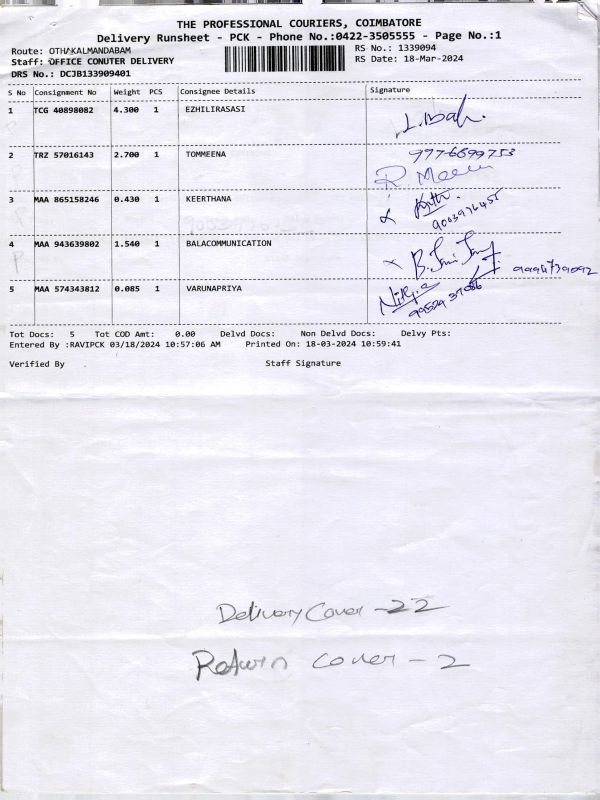 THE PROFESSIONAL COURIERS, COIMBATORE
Delivery Runsheet - PCK - Phone No.:0422-3505555 - Page No.:1
Route: OTHAKALMANDABAM RS No.: 1339094
Staff: OFFICE CONUTER DELIVERY RS Date: 18-Mar-2024
DRS No.: DCJB133909401
S No Consignment No Weight PCS Consignee Details Signature
1 TCG 40898082 4.300 1 EZHILIRASASI
2 TRZ 57016143 2.700 1 TOMMEENA 9776699753
R Meena
3 MAA 865158246 0.430 1 KEERTHANA
4 MAA 943639802 1.540 1 BALACOMMUNICATION
5 MAA 574343812 0.085 1 VARUNAPRIYA
Tot Docs: 5 Tot COD Amt: 0.00 Delvd Docs: Non Delvd Docs: Delvy Pts:
Entered By :RAVIPCK 03/18/2024 10:57:06 AM Printed On: 18-03-2024 10:59:41
Verified By Staff Signature
Delivery Cover - 22
Return cover - 2